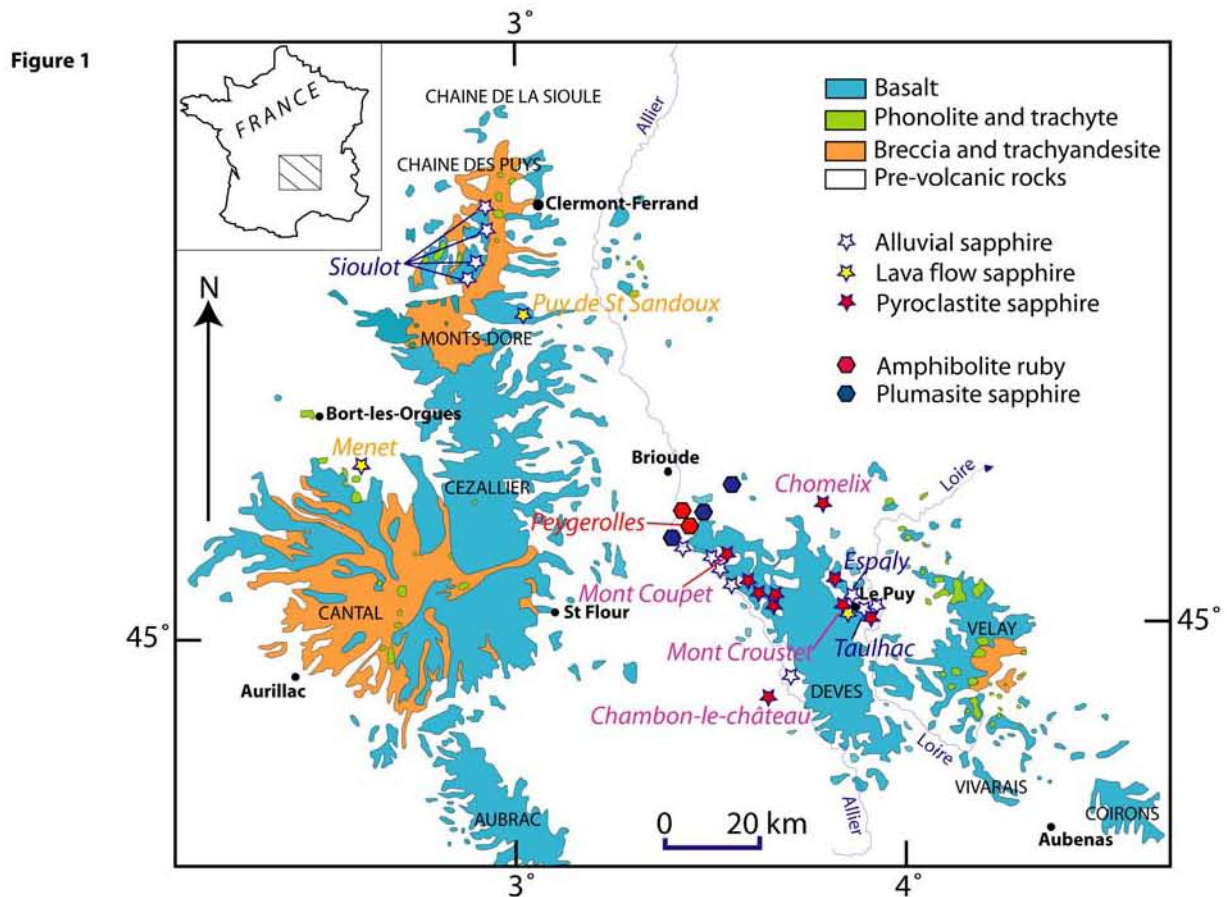 Figure 1
3°
FRANCE
CHAINE DE LA SIOULE
Allier
Basalt
Phonolite and trachyte
Breccia and trachyandesite
Pre-volcanic rocks
CHAINE DES PUYS
Clermont-Ferrand
Sioulot
Alluvial sapphire
Lava flow sapphire
Pyroclastite sapphire
N
Puy de St Sandoux
MONTS-DORE
Amphibolite ruby
Plumasite sapphire
Bort-les-Orgues
Menet
Brioude
Loire
CEZALLIER
Chomelix
Peygerolles
Espaly
Mont Coupet
Le Puy
CANTAL
St Flour
VELAY
45°
45°
Mont Croustet
Taulhac
Aurillac
DEVES
Chambon-le-château
Loire
VIVARAIS
0 20 km
Allier
COIRONS
AUBRAC
Aubenas
3°
4°